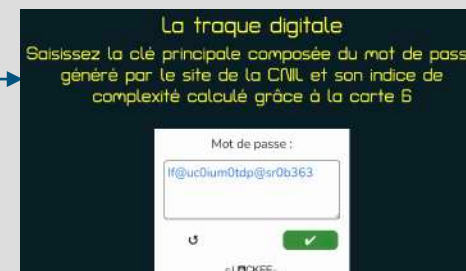 La traque digitale
Saisissez la clé principale composée du mot de pass
généré par le site de la CNIL et son indice de
complexité calculé grâce à la carte 6
Mot de passe :
lf@uc0ium0tdp@sr0b363